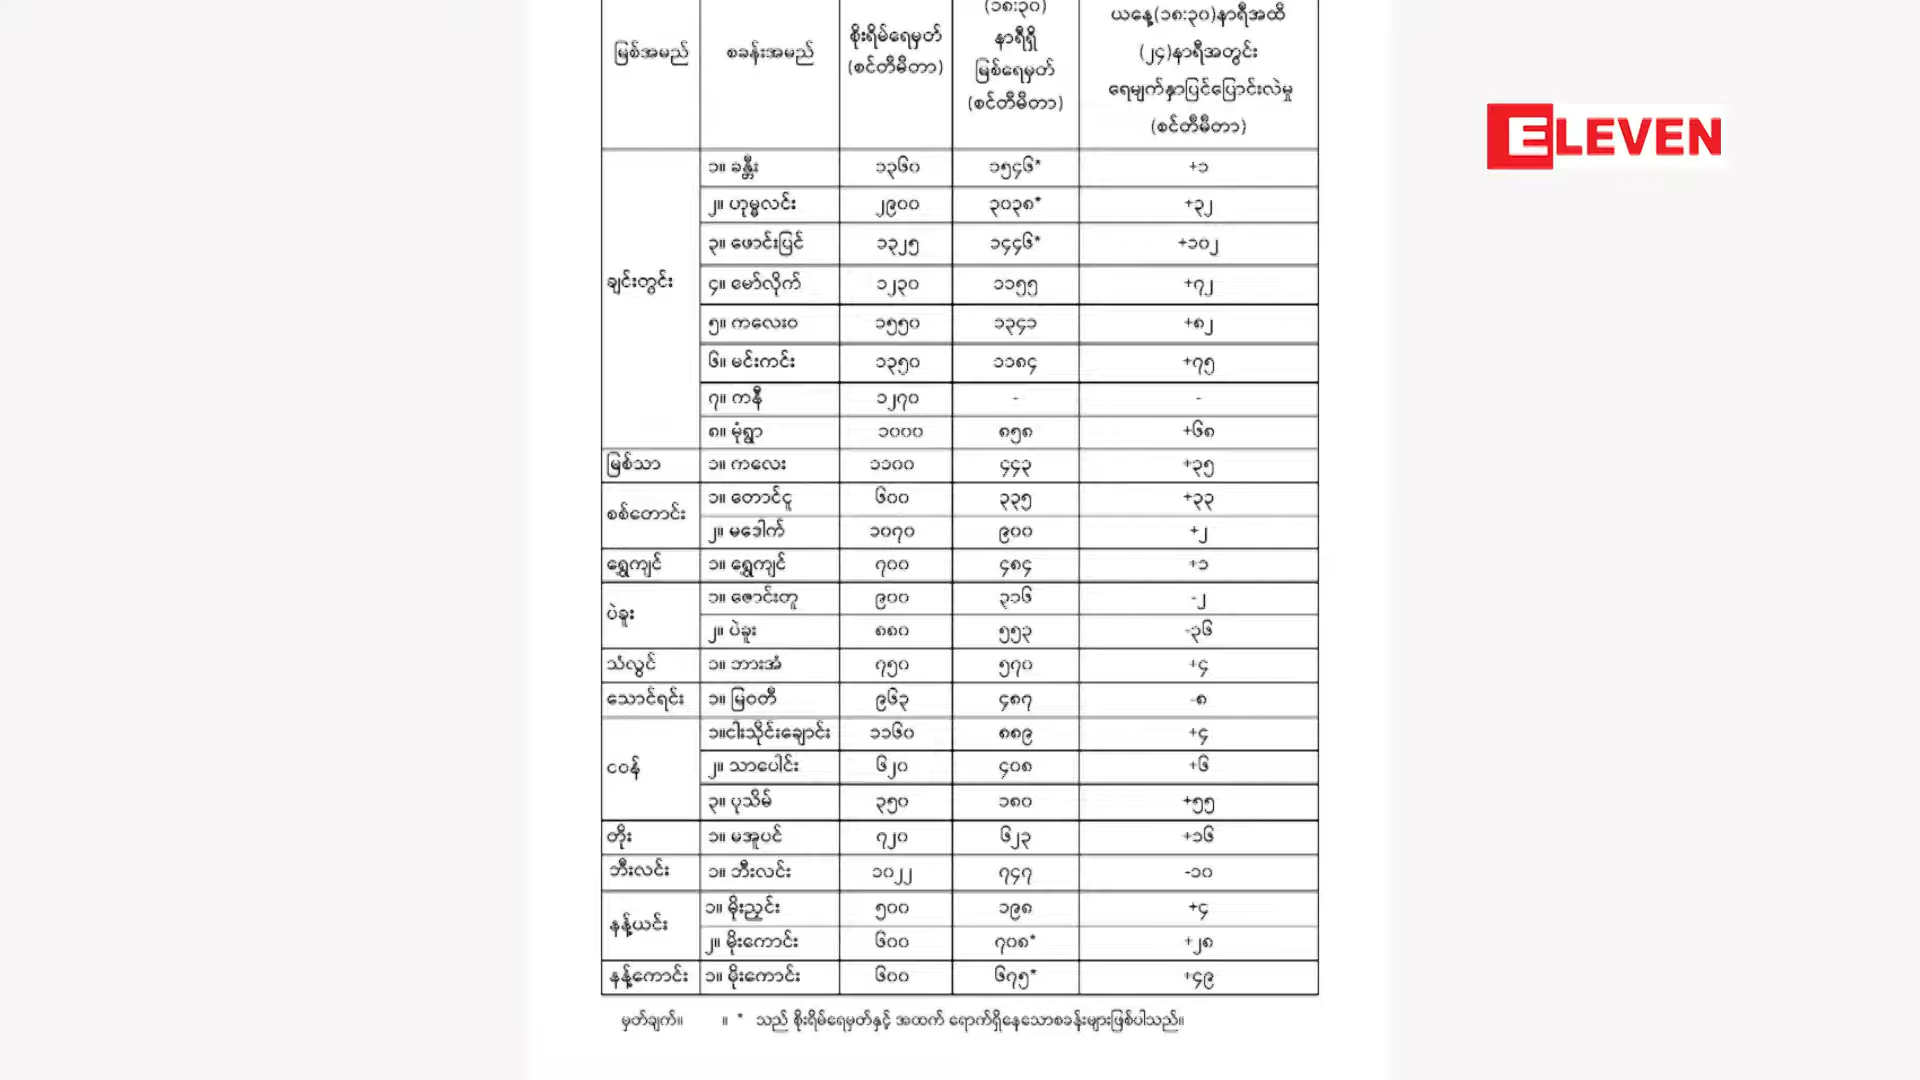 မြစ်အမည် စခန်းအမည် စိုးရိမ်ရေမှတ် (စင်တီမီတာ) (၁၈:၃၀) နာရီရှိ မြစ်ရေမှတ် (စင်တီမီတာ) ယနေ့(၁၈:၃၀)နာရီအထိ (၂၄)နာရီအတွင်း ရေမျက်နှာပြင်ပြောင်းလဲမှု (စင်တီမီတာ)
ELEVEN
ချင်းတွင်း ၁။ ခန္တီး ၁၃၆၀ ၁၅၄၆* +၁
၂။ ဟုမ္မလင်း ၂၉၀၀ ၃၀၃၈* +၃၂
၃။ ဖောင်းပြင် ၁၃၂၅ ၁၄၄၆* +၁၀၂
၄။ မော်လိုက် ၁၂၃၀ ၁၁၅၅ +၇၂
၅။ ကလေးဝ ၁၅၅၀ ၁၃၄၁ +၈၂
၆။ မင်းကင်း ၁၃၅၀ ၁၁၈၄ +၇၅
၇။ ကနီ ၁၂၇၀ - -
၈။ မုံရွာ ၁၀၀၀ ၈၅၈ +၆၈
မြစ်သာ ၁။ ကလေး ၁၁၀၀ ၄၄၃ +၃၅
စစ်တောင်း ၁။ တောင်ငူ ၆၀၀ ၃၃၅ +၃၃
၂။ မဒေါက် ၁၀၇၀ ၉၀၀ +၂
ရွှေကျင် ၁။ ရွှေကျင် ၇၀၀ ၄၈၄ +၁
ပဲခူး ၁။ ဇောင်းတူ ၉၀၀ ၃၁၆ -၂
၂။ ပဲခူး ၈၈၀ ၅၅၃ -၃၆
သံလွင် ၁။ ဘားအံ ၇၅၀ ၅၇၀ +၄
သောင်ရင်း ၁။ မြဝတီ ၉၆၃ ၄၈၇ -၈
ငဝန် ၁။ငါးသိုင်းချောင်း ၁၁၆၀ ၈၈၉ +၄
၂။ သာပေါင်း ၆၂၀ ၄၀၈ +၆
၃။ ပုသိမ် ၃၅၀ ၁၈၀ +၅၅
တိုး ၁။ မအူပင် ၇၂၀ ၆၂၃ +၁၆
ဘီးလင်း ၁။ ဘီးလင်း ၁၀၂၂ ၇၄၇ -၁၀
နန့်ယင်း ၁။ မိုးညှင်း ၅၀၀ ၁၉၈ +၄
၂။ မိုးကောင်း ၆၀၀ ၇၀၈* +၂၈
နန့်ကောင်း ၁။ မိုးကောင်း ၆၀၀ ၆၇၅* +၄၉
မှတ်ချက်။ ။ * သည် စိုးရိမ်ရေမှတ်နှင့် အထက် ရောက်ရှိနေသောစခန်းများဖြစ်ပါသည်။